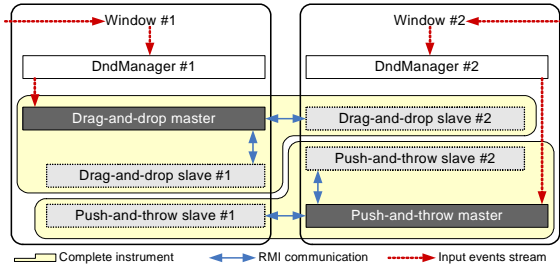 Window #1
Window #2
DndManager #1
DndManager #2
Drag-and-drop master
Drag-and-drop slave #2
Push-and-throw slave #2
Drag-and-drop slave #1
Push-and-throw slave #1
Push-and-throw master
Complete instrument
RMI communication
Input events stream